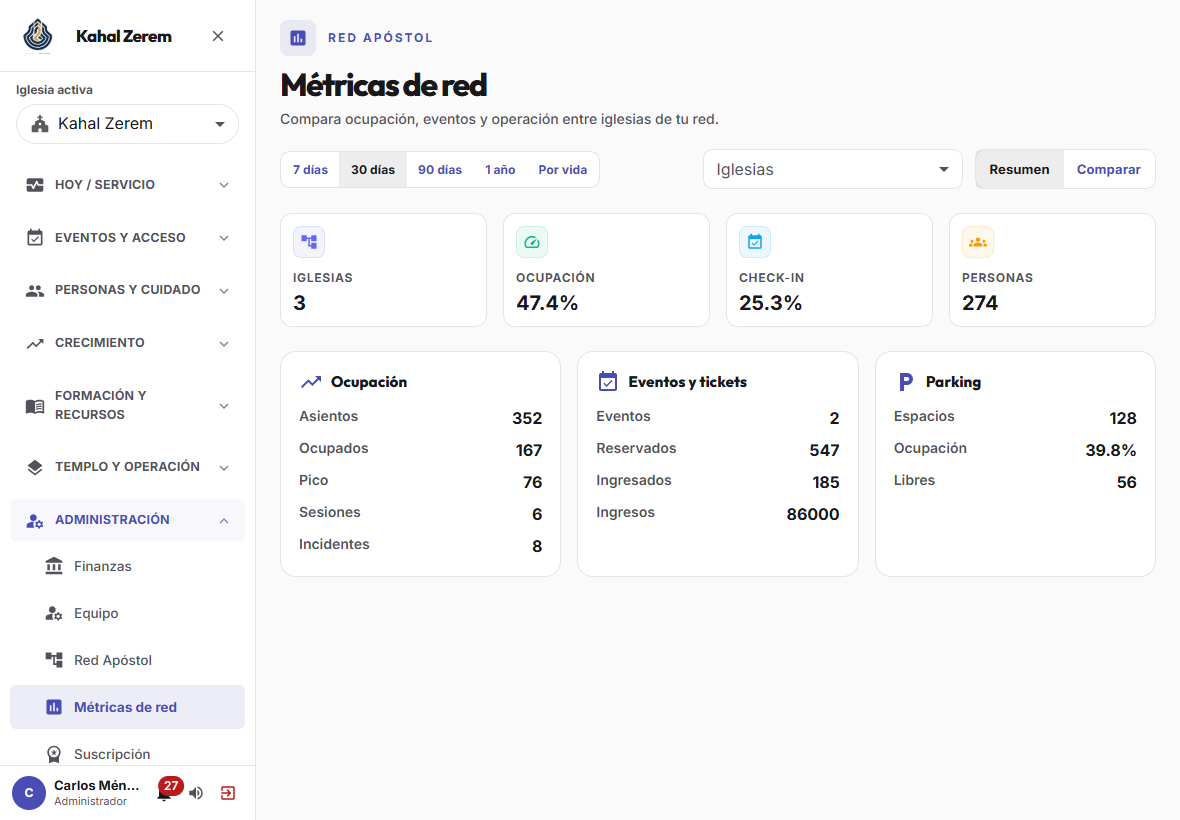 Kahal Zerem
Iglesia activa
Kahal Zerem
HOY / SERVICIO
EVENTOS Y ACCESO
PERSONAS Y CUIDADO
CRECIMIENTO
FORMACIÓN Y
RECURSOS
TEMPLO Y OPERACIÓN
ADMINISTRACIÓN
Finanzas
Equipo
Red Apóstol
Métricas de red
Suscripción
C
Carlos Mén...
Administrador
27
RED APÓSTOL
Métricas de red
Compara ocupación, eventos y operación entre iglesias de tu red.
7 días 30 días 90 días 1 año Por vida
Iglesias
Resumen Comparar
IGLESIAS
3
OCUPACIÓN
47.4%
CHECK-IN
25.3%
PERSONAS
274
Ocupación
Asientos 352
Ocupados 167
Pico 76
Sesiones 6
Incidentes 8
Eventos y tickets
Eventos 2
Reservados 547
Ingresados 185
Ingresos 86000
Parking
Espacios 128
Ocupación 39.8%
Libres 56